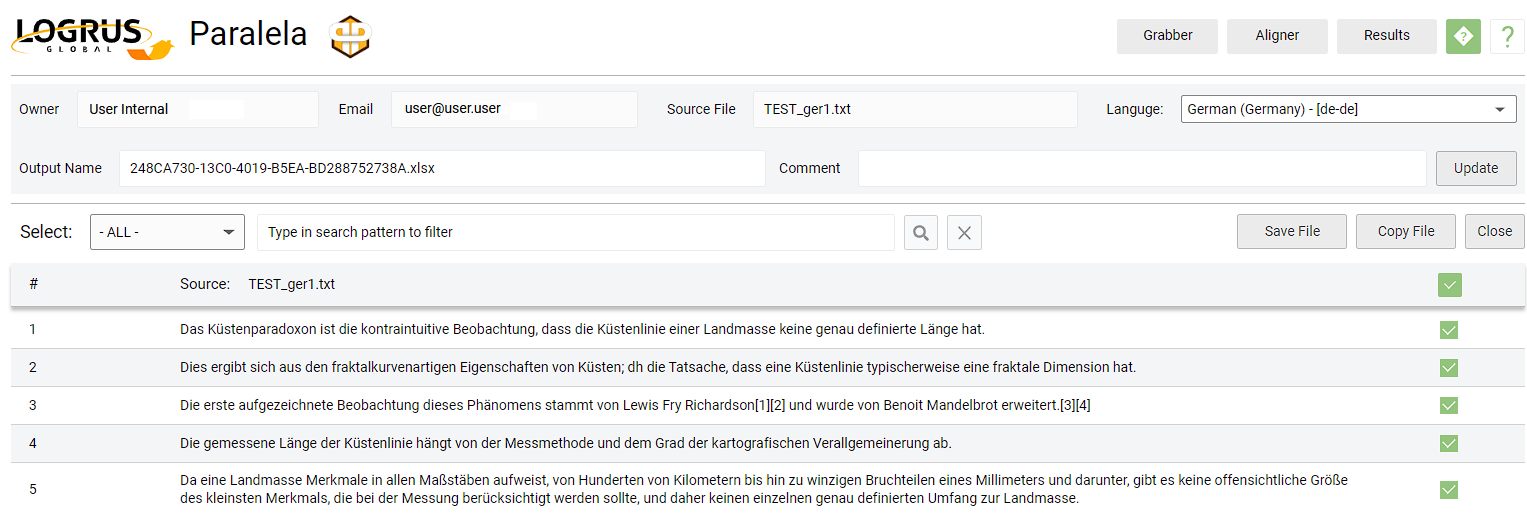 LOGRUS
GLOBAL
Paralela
Grabber Aligner Results ? ?
Owner User Internal Email user@user.user Source File TEST_ger1.txt Languge: German (Germany) - [de-de]
Output Name 248CA730-13C0-4019-B5EA-BD288752738A.xlsx Comment Update
Select: - ALL - Type in search pattern to filter Save File Copy File Close
# Source: TEST_ger1.txt
1 Das Küstenparadoxon ist die kontraintuitive Beobachtung, dass die Küstenlinie einer Landmasse keine genau definierte Länge hat.
2 Dies ergibt sich aus den fraktalkurvenartigen Eigenschaften von Küsten; dh die Tatsache, dass eine Küstenlinie typischerweise eine fraktale Dimension hat.
3 Die erste aufgezeichnete Beobachtung dieses Phänomens stammt von Lewis Fry Richardson[1][2] und wurde von Benoit Mandelbrot erweitert.[3][4]
4 Die gemessene Länge der Küstenlinie hängt von der Messmethode und dem Grad der kartografischen Verallgemeinerung ab.
5 Da eine Landmasse Merkmale in allen Maßstäben aufweist, von Hunderten von Kilometern bis hin zu winzigen Bruchteilen eines Millimeters und darunter, gibt es keine offensichtliche Größe
des kleinsten Merkmals, die bei der Messung berücksichtigt werden sollte, und daher keinen einzelnen genau definierten Umfang zur Landmasse.